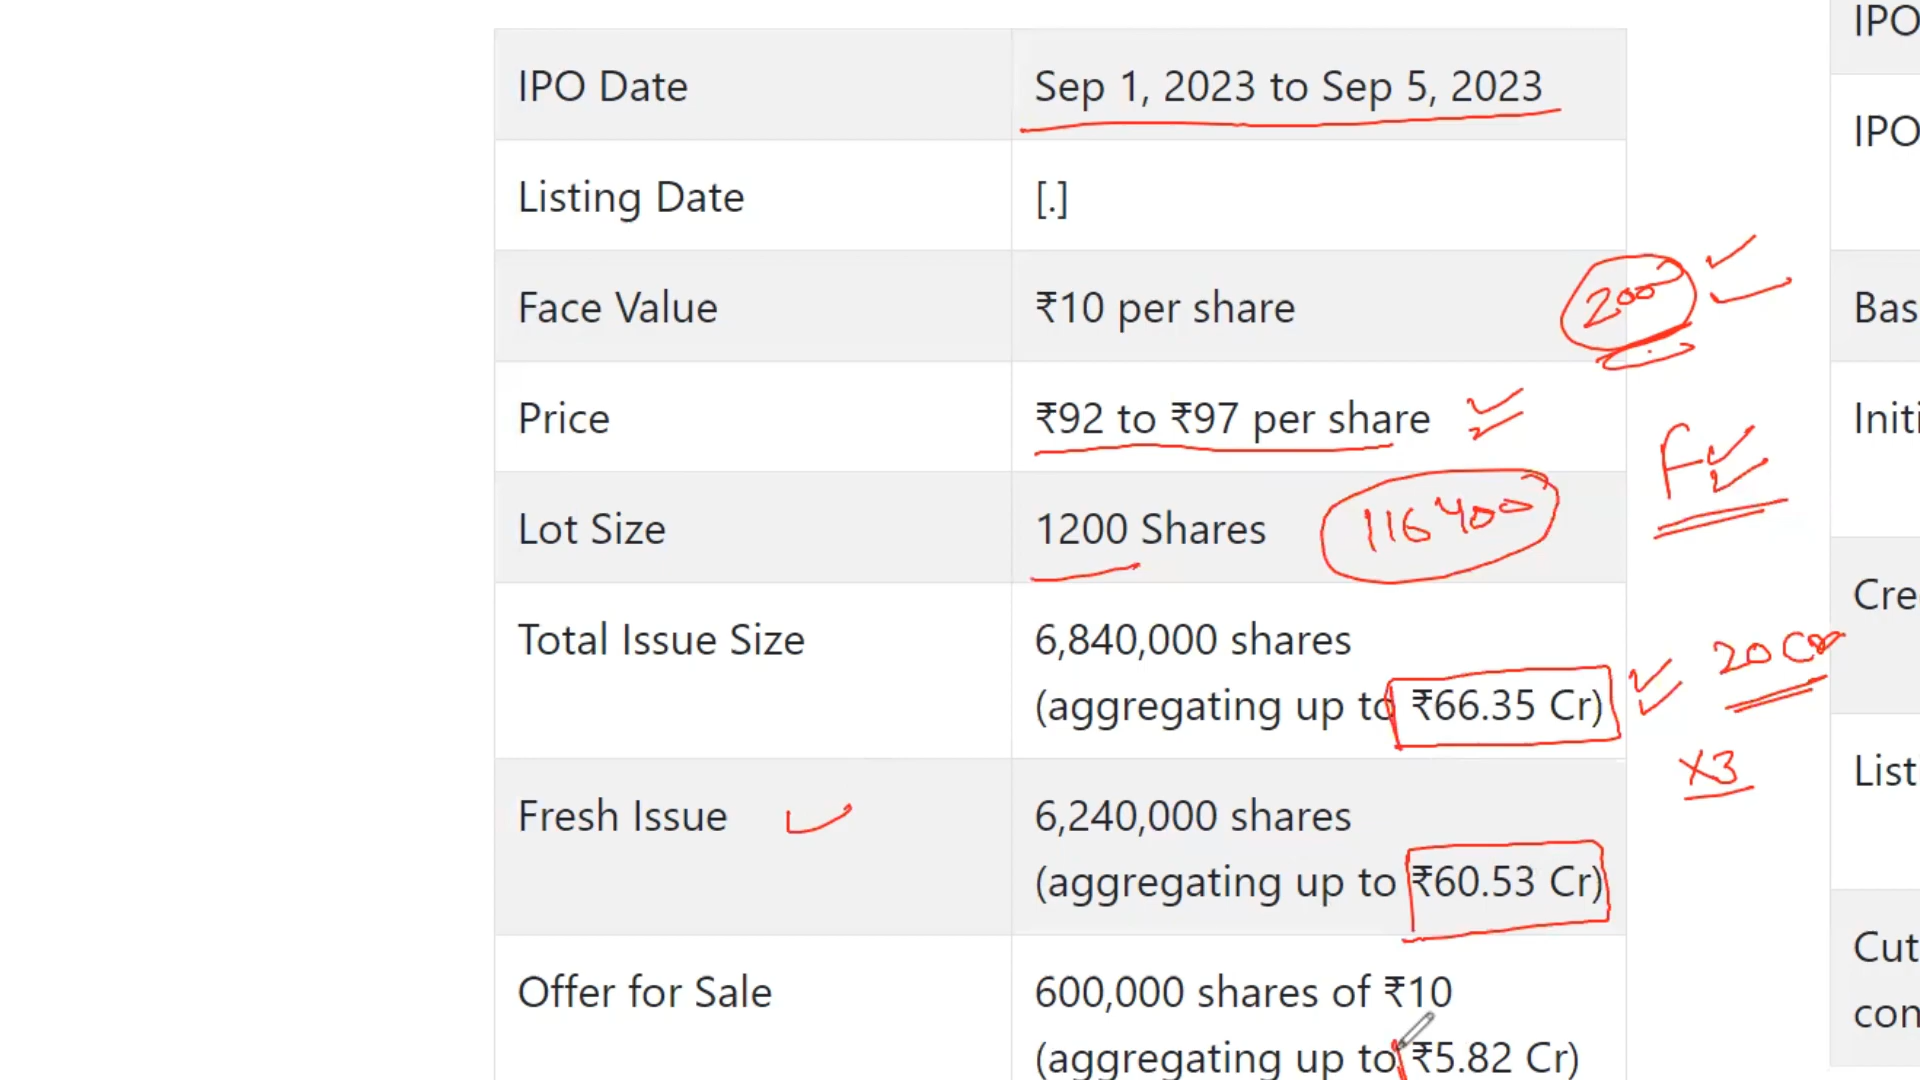 IPO Date
Sep 1, 2023 to Sep 5, 2023
Listing Date
[.]
Face Value
₹10 per share
200
Price
₹92 to ₹97 per share
F
Lot Size
1200 Shares
116400
Total Issue Size
6,840,000 shares
(aggregating up to ₹66.35 Cr)
20 Cr
x3
Fresh Issue
6,240,000 shares
(aggregating up to ₹60.53 Cr)
Offer for Sale
600,000 shares of ₹10
(aggregating up to ₹5.82 Cr)
IPO
IPO
Bas
Initi
Cre
List
Cut
con